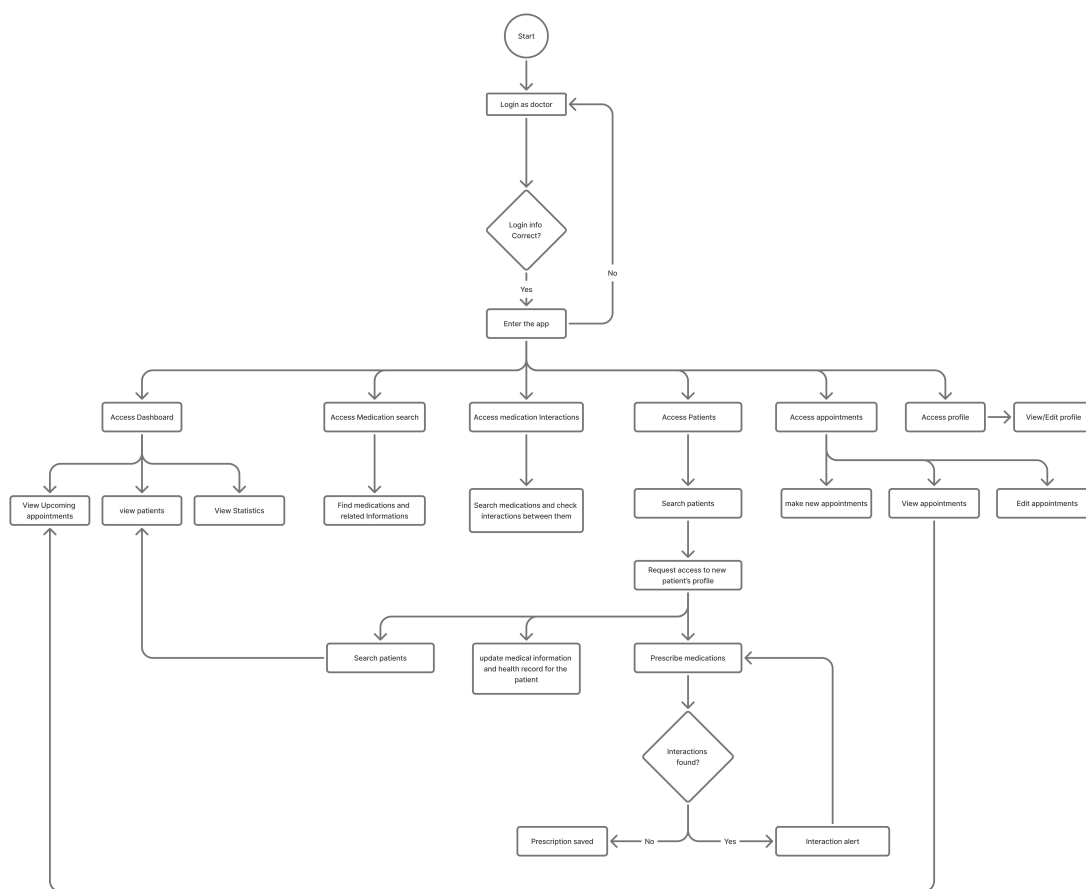 Start
Login as doctor
Login info
Correct?
No
Yes
Enter the app
Access Dashboard
Access Medication search
Access medication Interactions
Access Patients
Access appointments
Access profile
View/Edit profile
View Upcoming
appointments
view patients
View Statistics
Find medications and
related Informations
Search medications and check
interactions between them
Search patients
make new appointments
View appointments
Edit appointments
Request access to new
patient's profile
Search patients
update medical information
and health record for the
patient
Prescribe medications
Interactions
found?
Prescription saved
No
Yes
Interaction alert